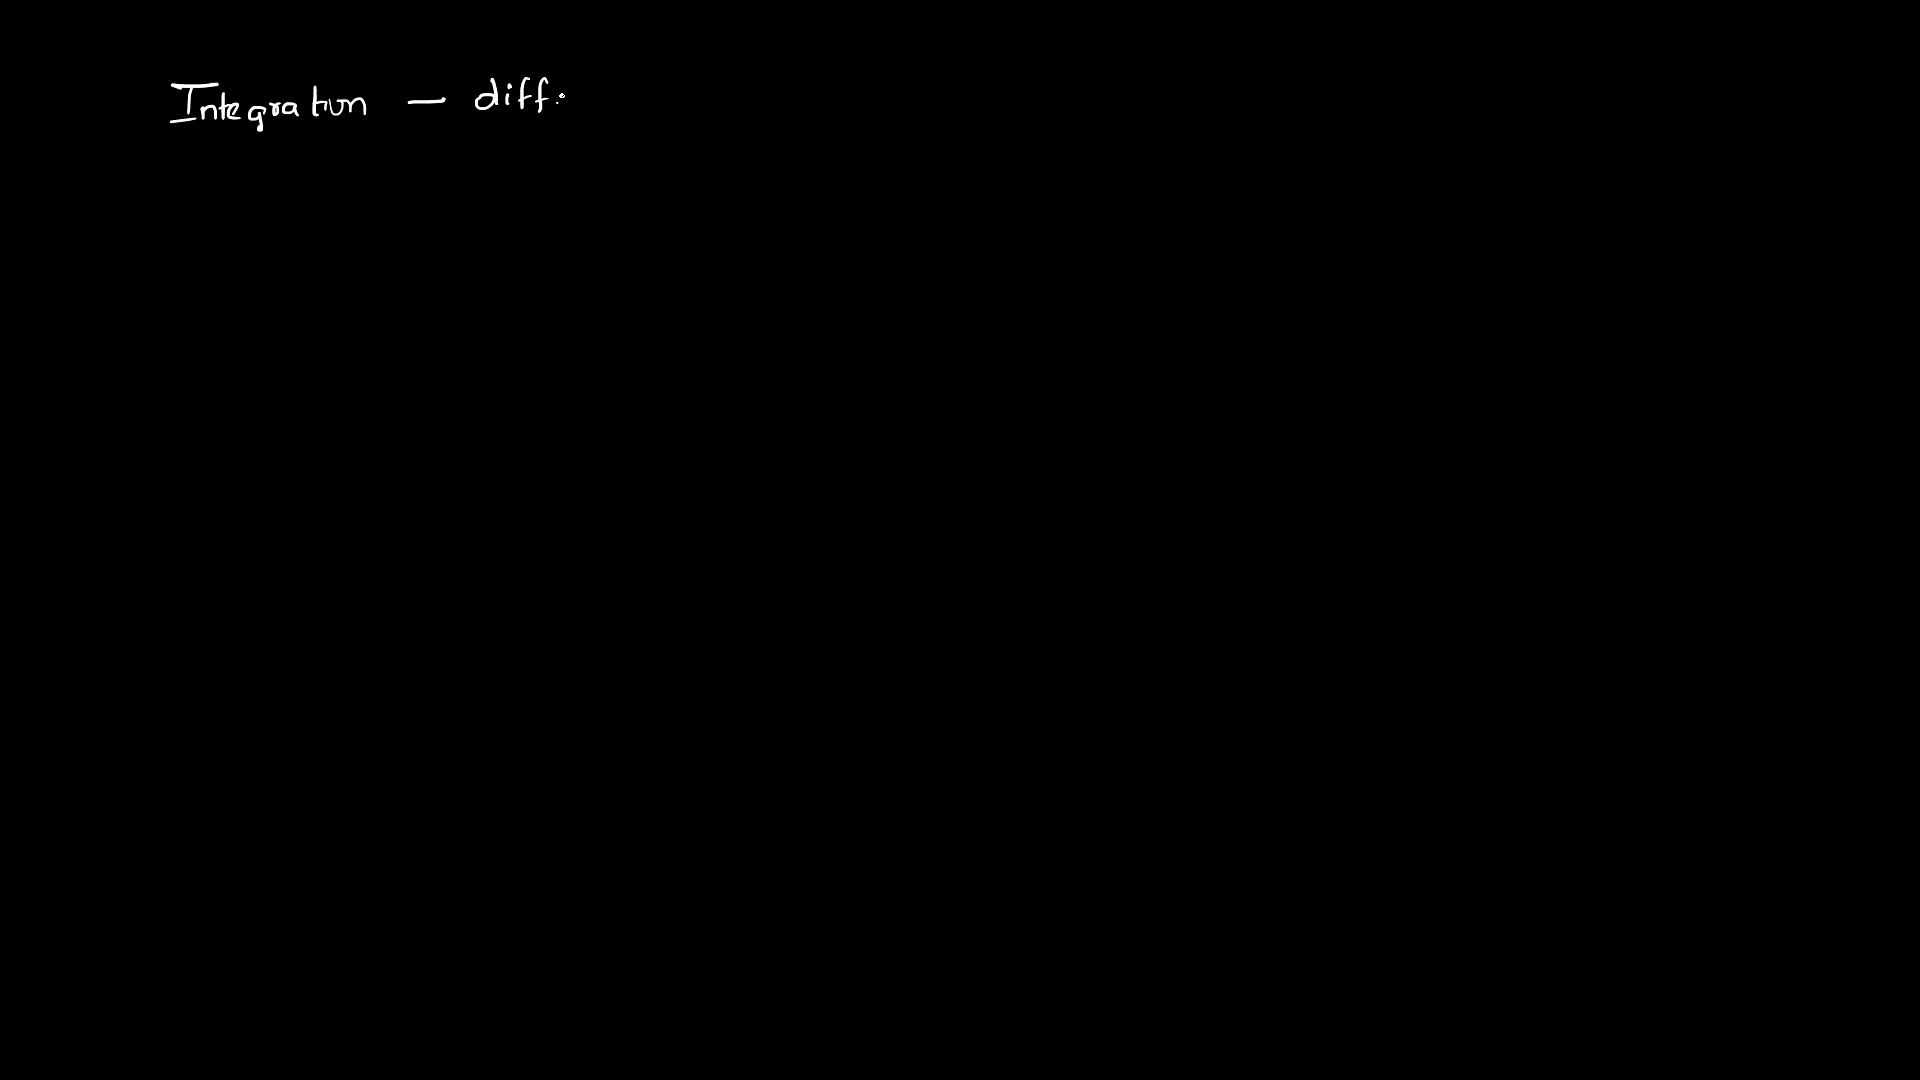 Integration — diff.